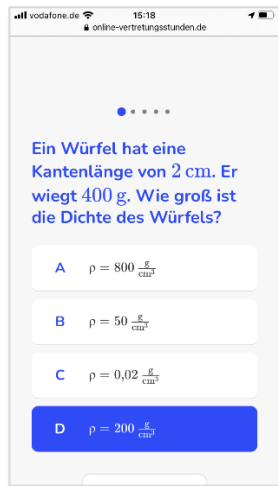 vodafone.de 15:18
online-vertretungsstunden.de
Ein Würfel hat eine
Kantenlänge von 2 cm. Er
wiegt 400 g. Wie groß ist
die Dichte des Würfels?
A ρ = 800 g/cm³
B ρ = 50 g/cm³
C ρ = 0,02 g/cm³
D ρ = 200 g/cm³